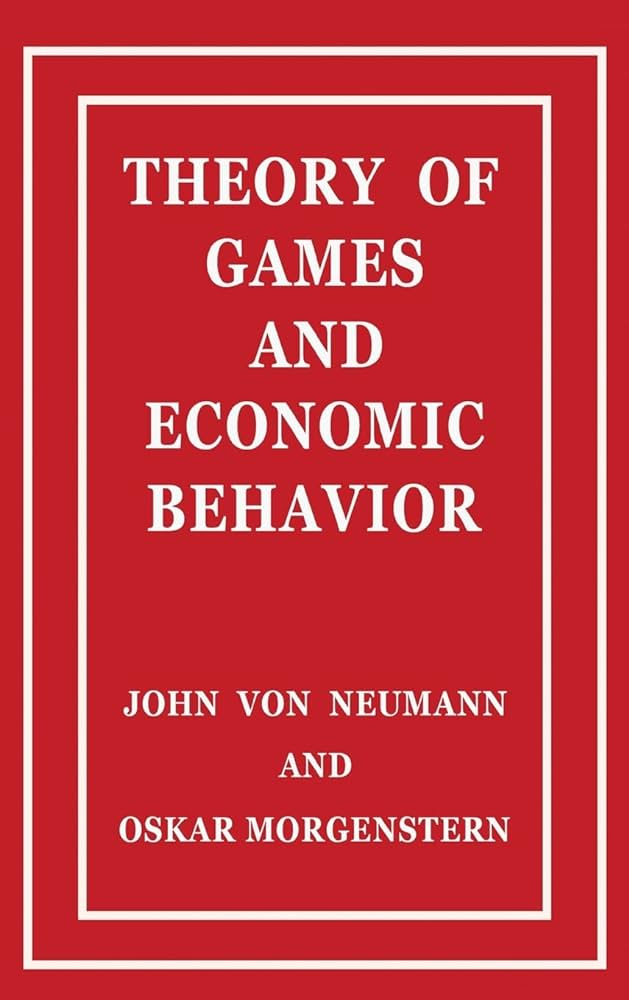 THEORY OF
GAMES
AND
ECONOMIC
BEHAVIOR
JOHN VON NEUMANN
AND
OSKAR MORGENSTERN